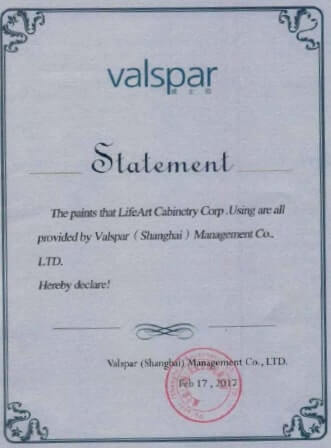 valspar
Statement
The paints that LifeArt Cabinetry Corp .Using are all
provided by Valspar ( Shanghai ) Management Co.,
LTD.
Hereby declare!
Valspar (Shanghai) Management Co., LTD.
Feb 17 , 2017